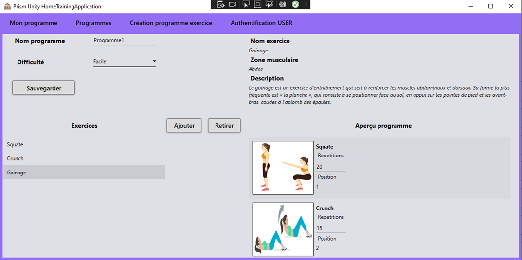 Prism Unity HomeTrainingApplication
Mon programme Programmes Création programme exercice Authentification USER
Nom programme Programme1
Difficulté Facile
Sauvegarder
Nom exercice
Gainage
Zone musculaire
Abdos
Description
Le gainage est un exercice d'entraînement qui sert à renforcer les muscles abdominaux et dorsaux. Sa forme la plus
fréquente est « la planche », qui consiste à se positionner face au sol, en appui sur les pointes de pied et les avant-
bras, coudes à l'aplomb des épaules.
Exercices Ajouter Retirer
Squate
Crunch
Gainage
Aperçu programme
Squate
Repetitions
20
Position
1
Crunch
Repetitions
15
Position
2